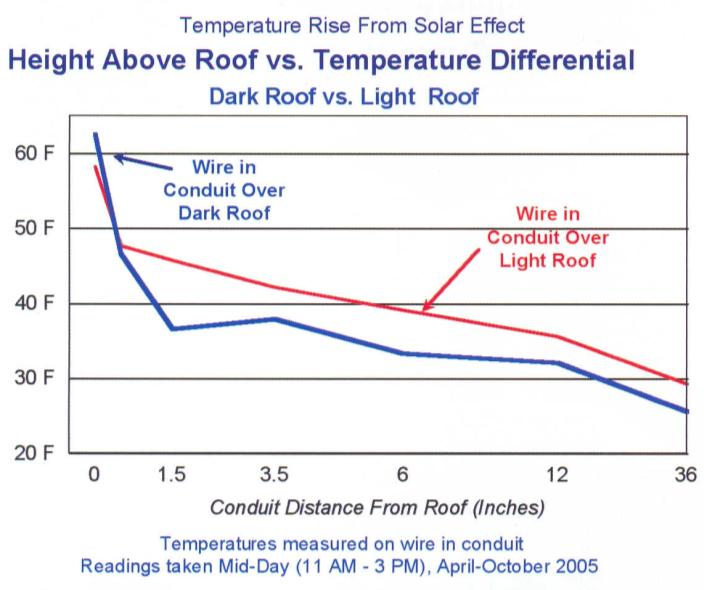 Temperature Rise From Solar Effect
Height Above Roof vs. Temperature Differential
Dark Roof vs. Light Roof
60 F
50 F
40 F
30 F
20 F
Wire in
Conduit Over
Dark Roof
Wire in
Conduit Over
Light Roof
0 1.5 3.5 6 12 36
Conduit Distance From Roof (Inches)
Temperatures measured on wire in conduit
Readings taken Mid-Day (11 AM - 3 PM), April-October 2005